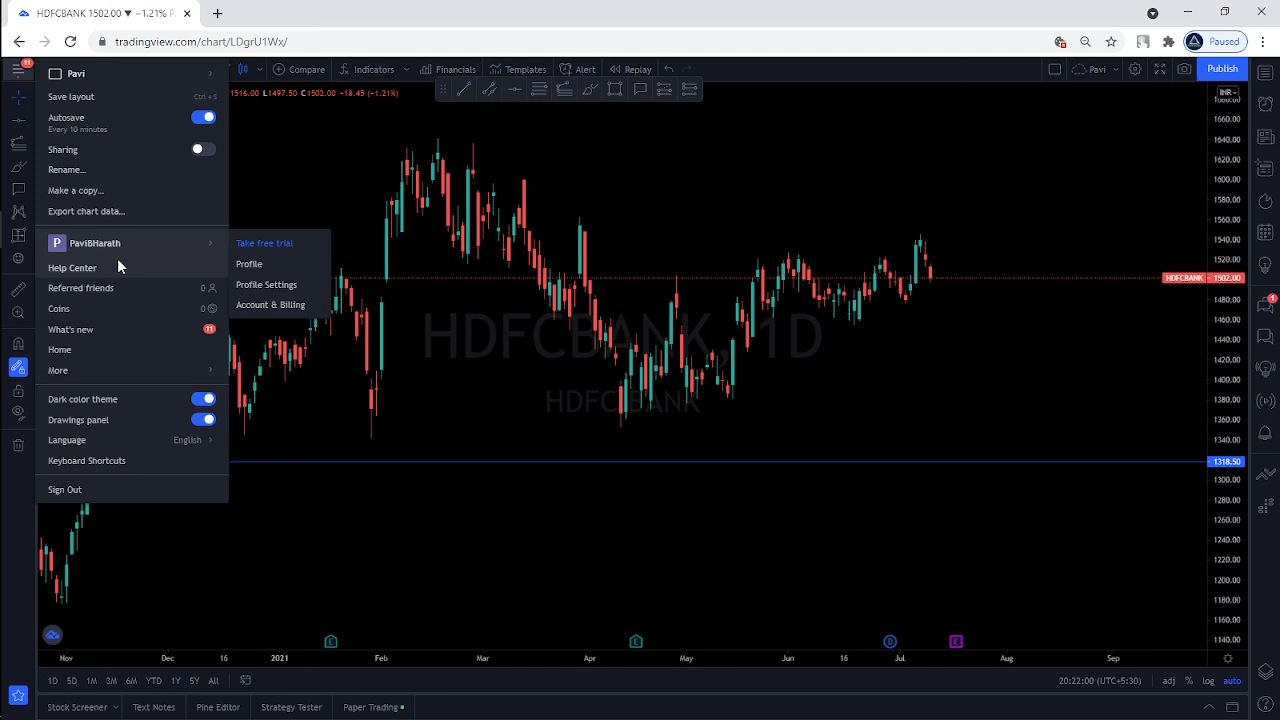 HDFCBANK 1502.00 ▼ −1.21% P
tradingview.com/chart/LDgrU1Wx/
Paused
11
Pavi
Compare
Indicators
Financials
Templates
Alert
Replay
Pavi
Publish
Save layout
Ctrl + S
1516.00 L1497.50 C1502.00 −18.45 (−1.21%)
INR
Autosave
Every 10 minutes
Sharing
Rename...
Make a copy...
Export chart data...
P PaviBHarath
Help Center
Referred friends 0
Coins 0
What's new 11
Home
More
Dark color theme
Drawings panel
Language English
Keyboard Shortcuts
Sign Out
Take free trial
Profile
Profile Settings
Account & Billing
HDFCBANK, 1D
HDFC BANK
1680.00
1660.00
1640.00
1620.00
1600.00
1580.00
1560.00
1540.00
1520.00
HDFCBANK 1502.00
1480.00
1460.00
1440.00
1420.00
1400.00
1380.00
1360.00
1340.00
1318.50
1300.00
1280.00
1260.00
1240.00
1220.00
1200.00
1180.00
1160.00
1140.00
1
E
E
D
E
Nov Dec 16 2021 Feb Mar Apr May Jun 16 Jul Aug Sep
1D 5D 1M 3M 6M YTD 1Y 5Y All
20:22:00 (UTC+5:30) adj % log auto
Stock Screener Text Notes Pine Editor Strategy Tester Paper Trading